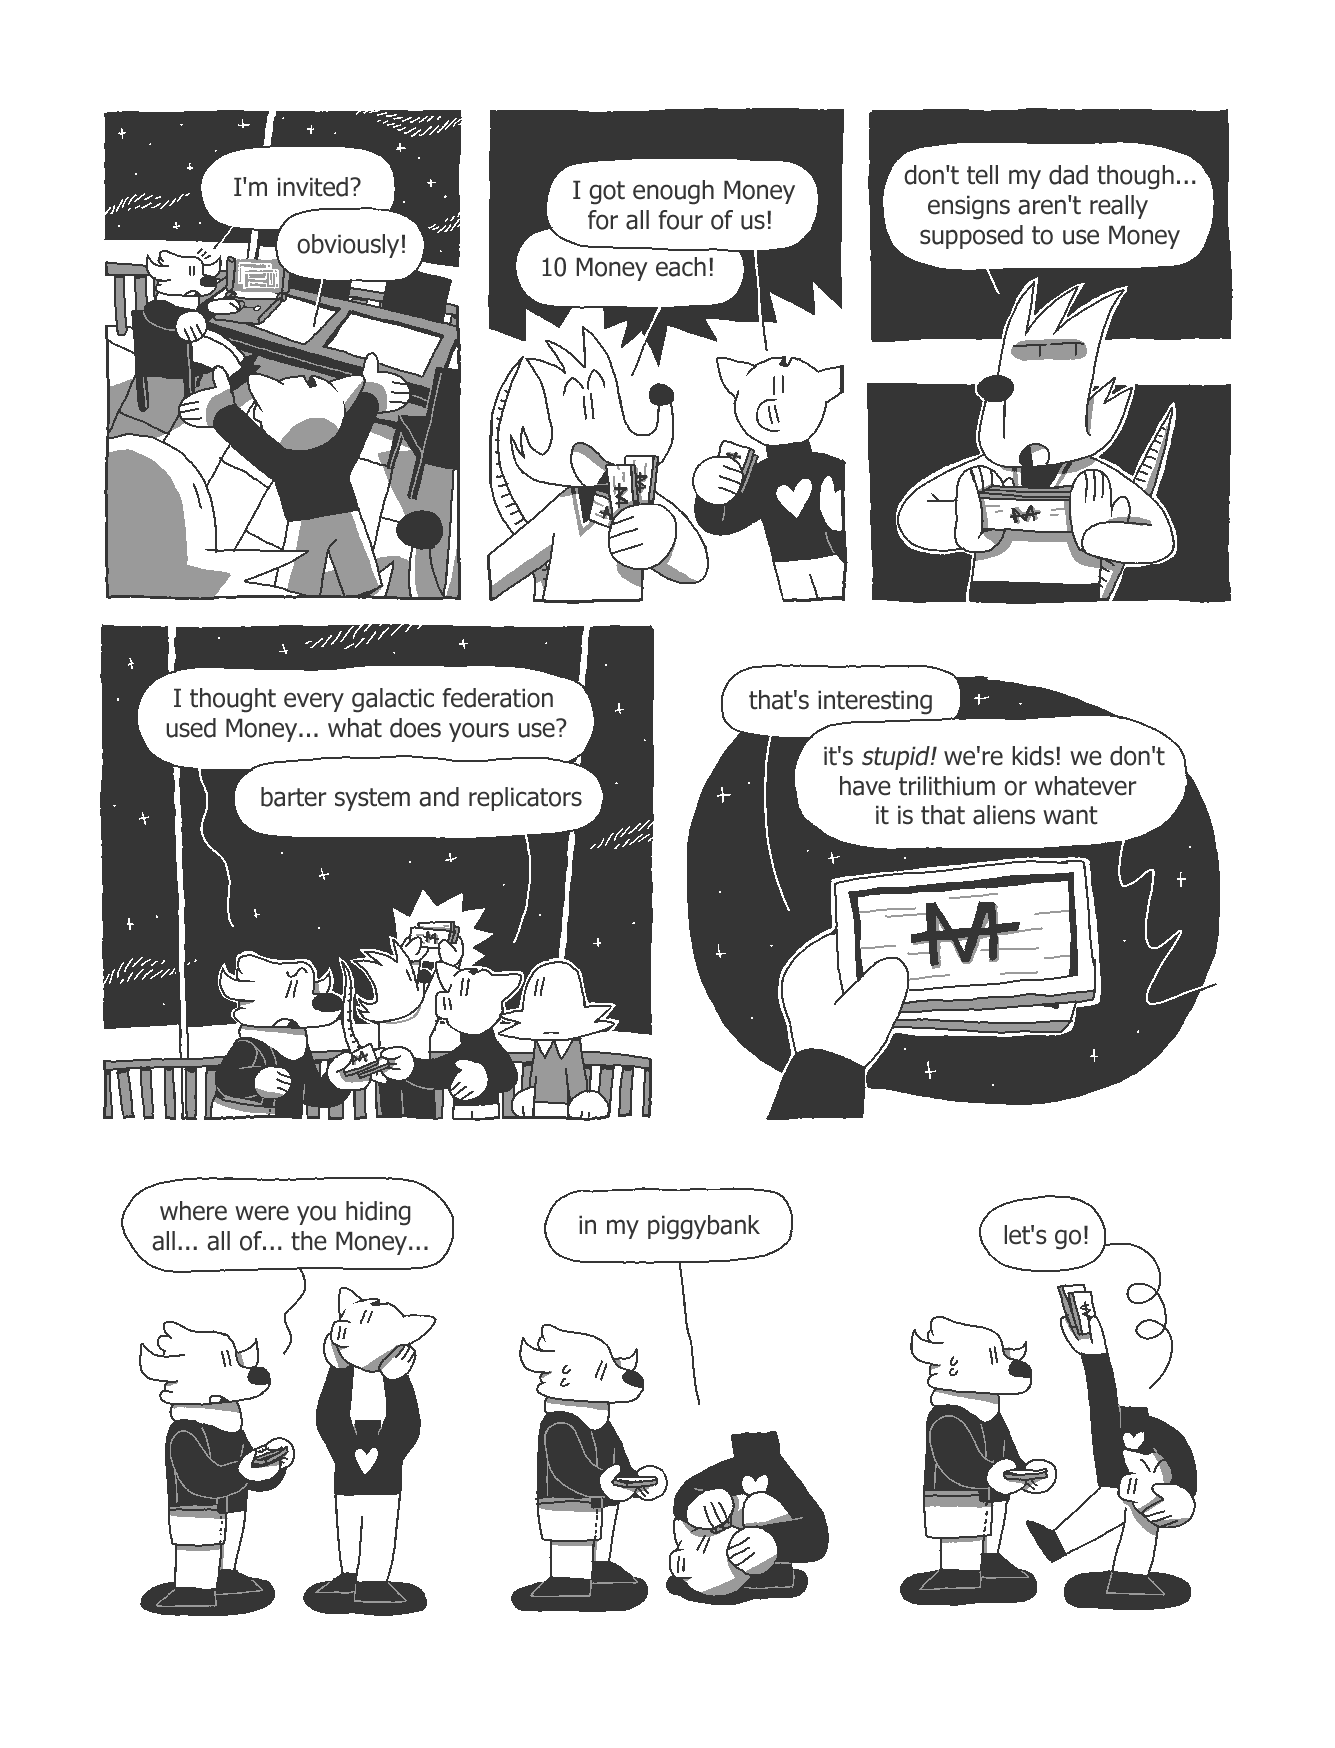 I'm invited?
obviously!
I got enough Money
for all four of us!
10 Money each!
don't tell my dad though...
ensigns aren't really
supposed to use Money
I thought every galactic federation
used Money... what does yours use?
barter system and replicators
that's interesting
it's stupid! we're kids! we don't
have trilithium or whatever
it is that aliens want
where were you hiding
all... all of... the Money...
in my piggybank
let's go!